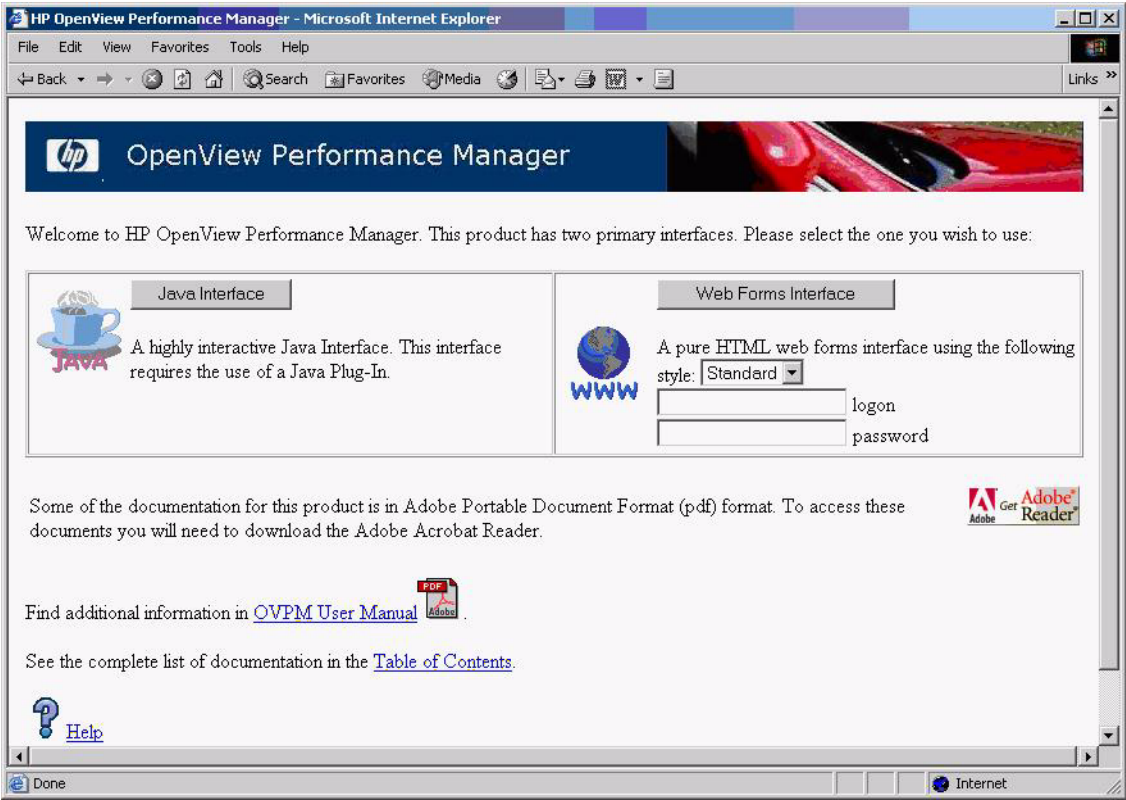 HP OpenView Performance Manager - Microsoft Internet Explorer
File Edit View Favorites Tools Help
Back Search Favorites Media Links »
hp OpenView Performance Manager
Welcome to HP OpenView Performance Manager. This product has two primary interfaces. Please select the one you wish to use:
Java Interface
JAVA
A highly interactive Java Interface. This interface
requires the use of a Java Plug-In.
Web Forms Interface
WWW
A pure HTML web forms interface using the following
style: Standard
logon
password
Some of the documentation for this product is in Adobe Portable Document Format (pdf) format. To access these
documents you will need to download the Adobe Acrobat Reader.
Adobe Get Adobe® Reader®
Find additional information in OVPM User Manual PDF Adobe .
See the complete list of documentation in the Table of Contents.
? Help
Done Internet